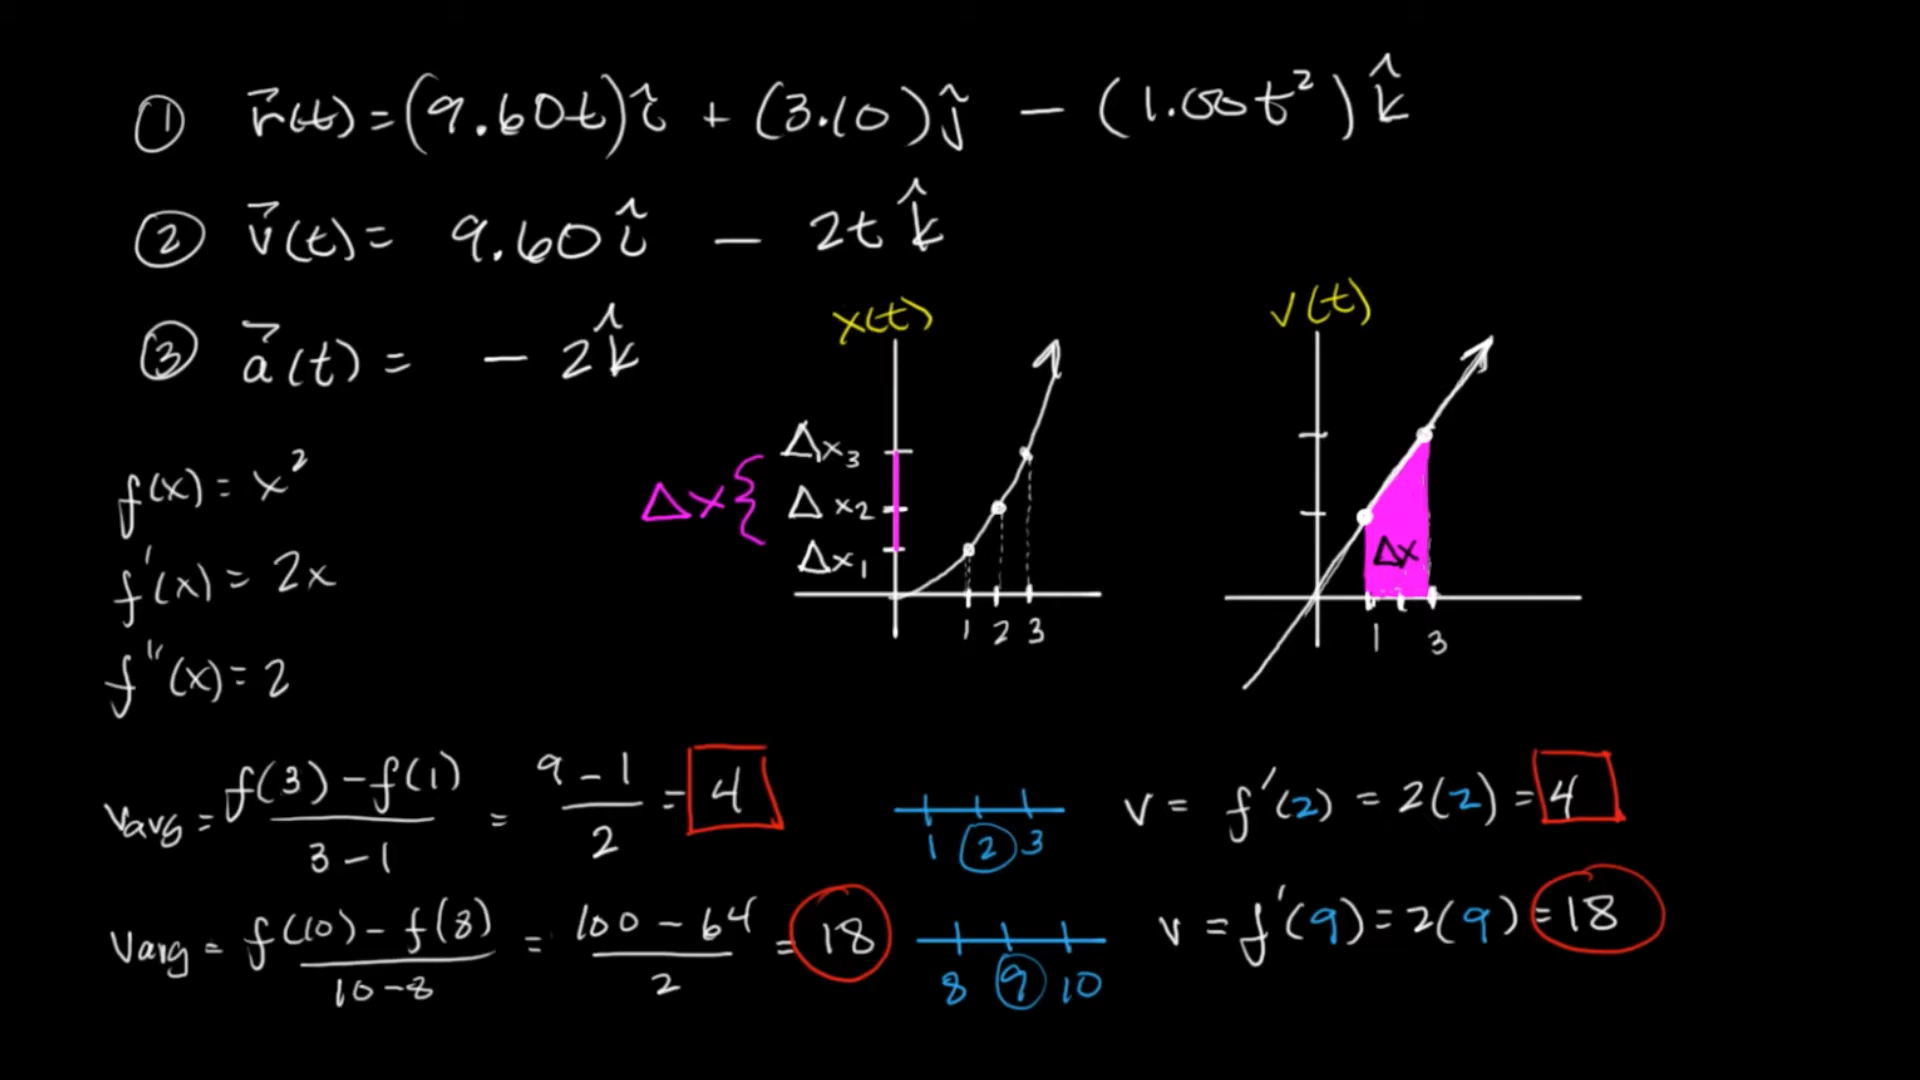 ① r⃗(t) = (9.60t)î + (3.10)ĵ − (1.00t²)k̂
② v⃗(t) = 9.60î − 2t k̂
③ a⃗(t) = − 2k̂
x(t)
Δx₃
Δx {
Δx₂
Δx₁
1 2 3
v(t)
Δx
1 3
f(x) = x²
f'(x) = 2x
f''(x) = 2
Vavg = f(3) − f(1) / 3 − 1 = 9 − 1 / 2 = 4
1 2 3
v = f'(2) = 2(2) = 4
Vavg = f(10) − f(8) / 10 − 8 = 100 − 64 / 2 = 18
8 9 10
v = f'(9) = 2(9) = 18